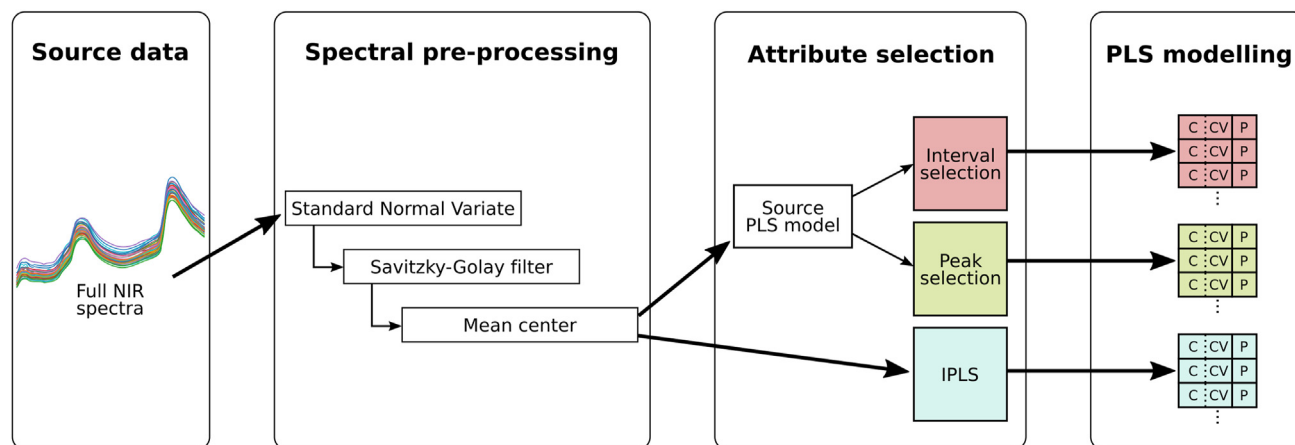 Source data
Full NIR
spectra
Spectral pre-processing
Standard Normal Variate
Savitzky-Golay filter
Mean center
Attribute selection
Source
PLS model
Interval
selection
Peak
selection
IPLS
PLS modelling
C CV P
C CV P
C CV P
C CV P
C CV P
C CV P
C CV P
C CV P
C CV P